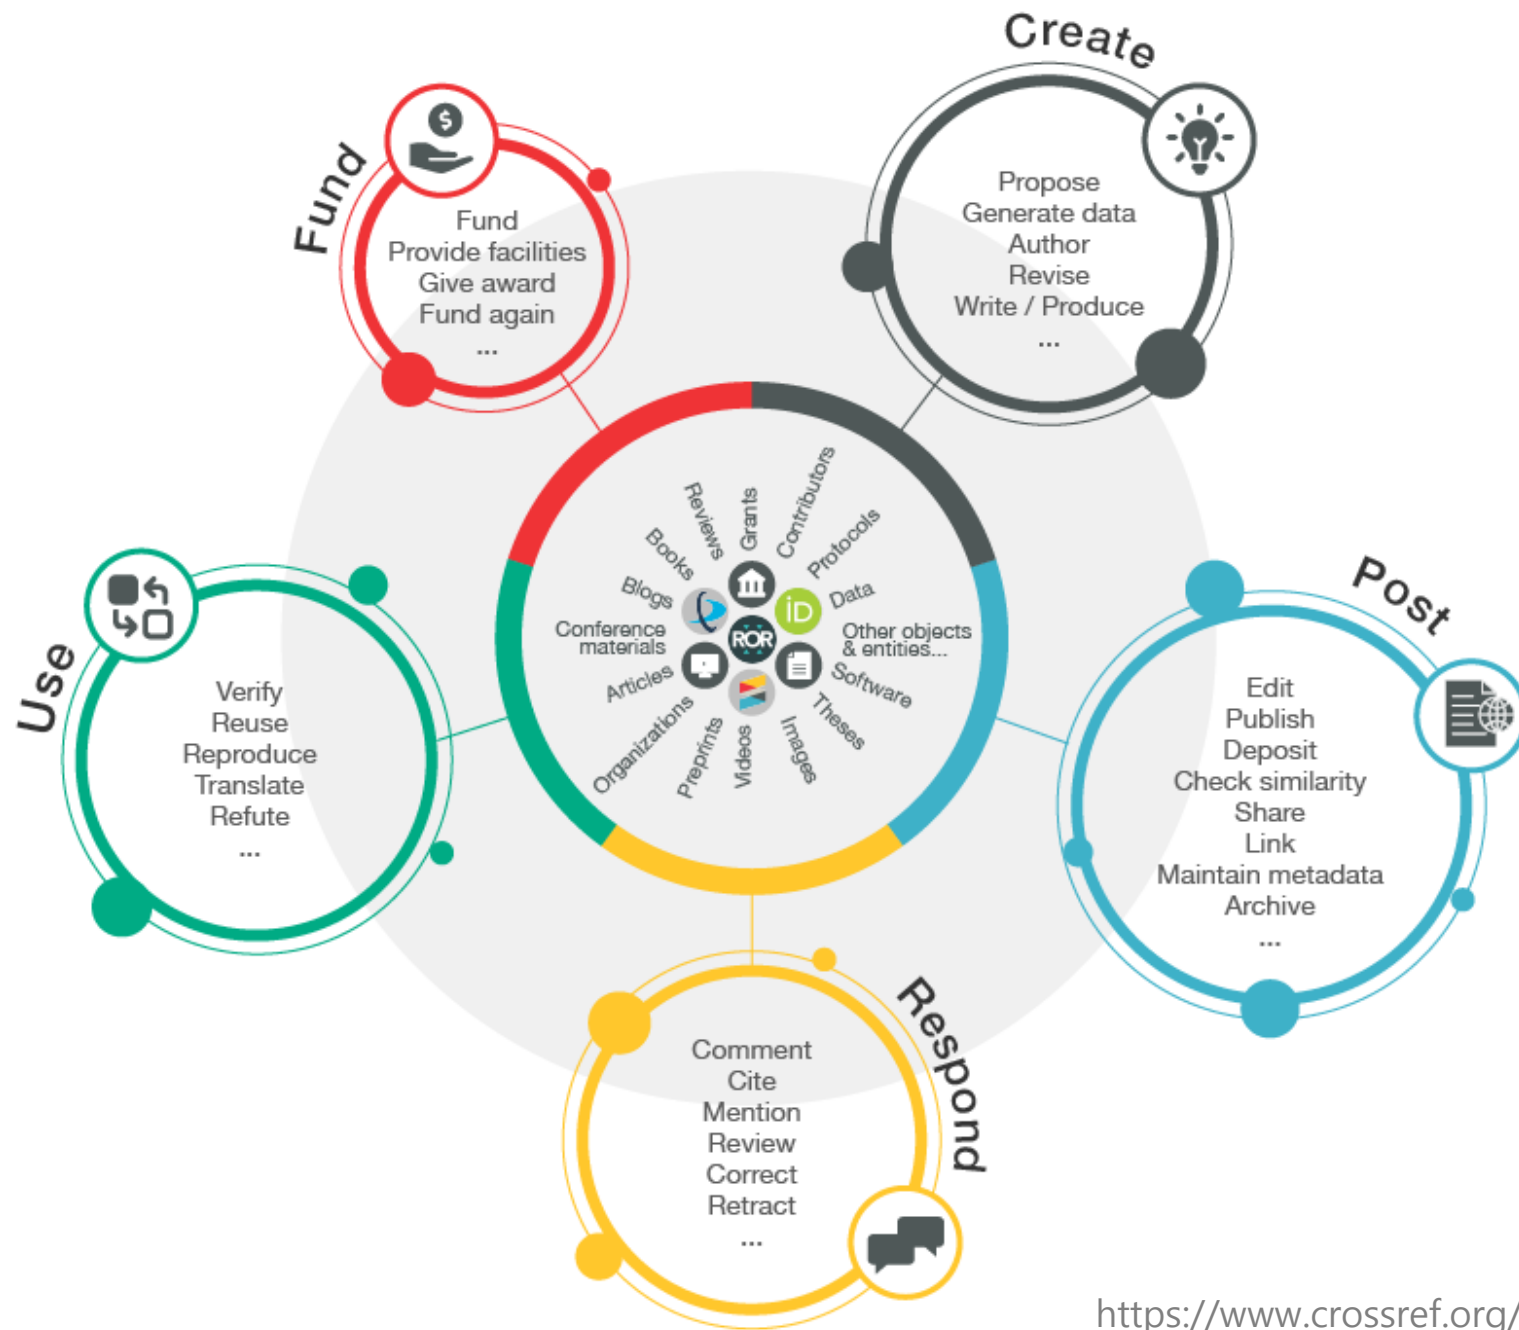 Create
Propose
Generate data
Author
Revise
Write / Produce
...
Fund
$
Fund
Provide facilities
Give award
Fund again
...
Post
Edit
Publish
Deposit
Check similarity
Share
Link
Maintain metadata
Archive
...
Respond
Comment
Cite
Mention
Review
Correct
Retract
...
Use
Verify
Reuse
Reproduce
Translate
Refute
...
Grants
Contributors
Protocols
Data
Other objects
& entities...
Software
Theses
Images
Videos
Preprints
Organizations
Articles
Conference
materials
Blogs
Books
Reviews
iD
ROR
https://www.crossref.org/